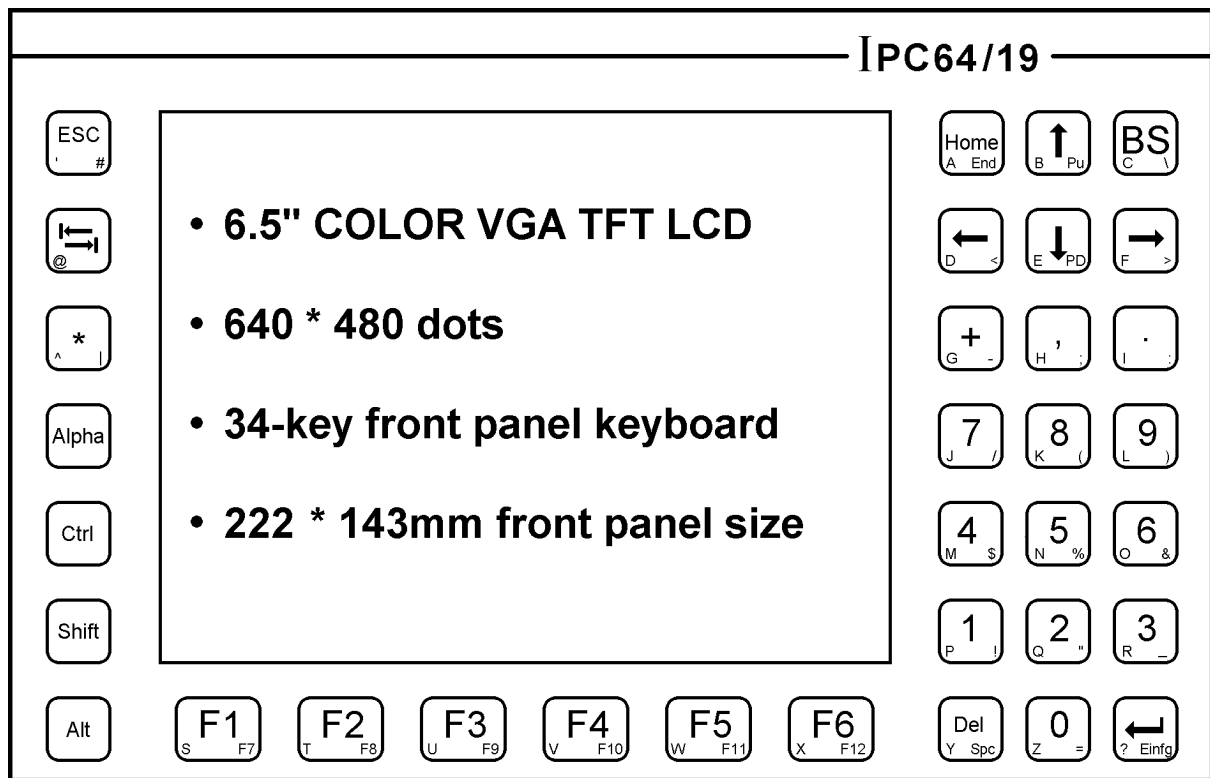 IPC64/19
ESC Home ↑ BS
' # A End B Pu C \
• 6.5" COLOR VGA TFT LCD
@ D < E PD F >
← ↓ →
• 640 * 480 dots
* + , .
^ | G - H ; I :
• 34-key front panel keyboard
Alpha 7 8 9
J / K ( L )
• 222 * 143mm front panel size
Ctrl 4 5 6
M $ N % O &
Shift 1 2 3
P ! Q " R _
Alt F1 F2 F3 F4 F5 F6 Del 0
S F7 T F8 U F9 V F10 W F11 X F12 Y Spc Z = ? Einfg